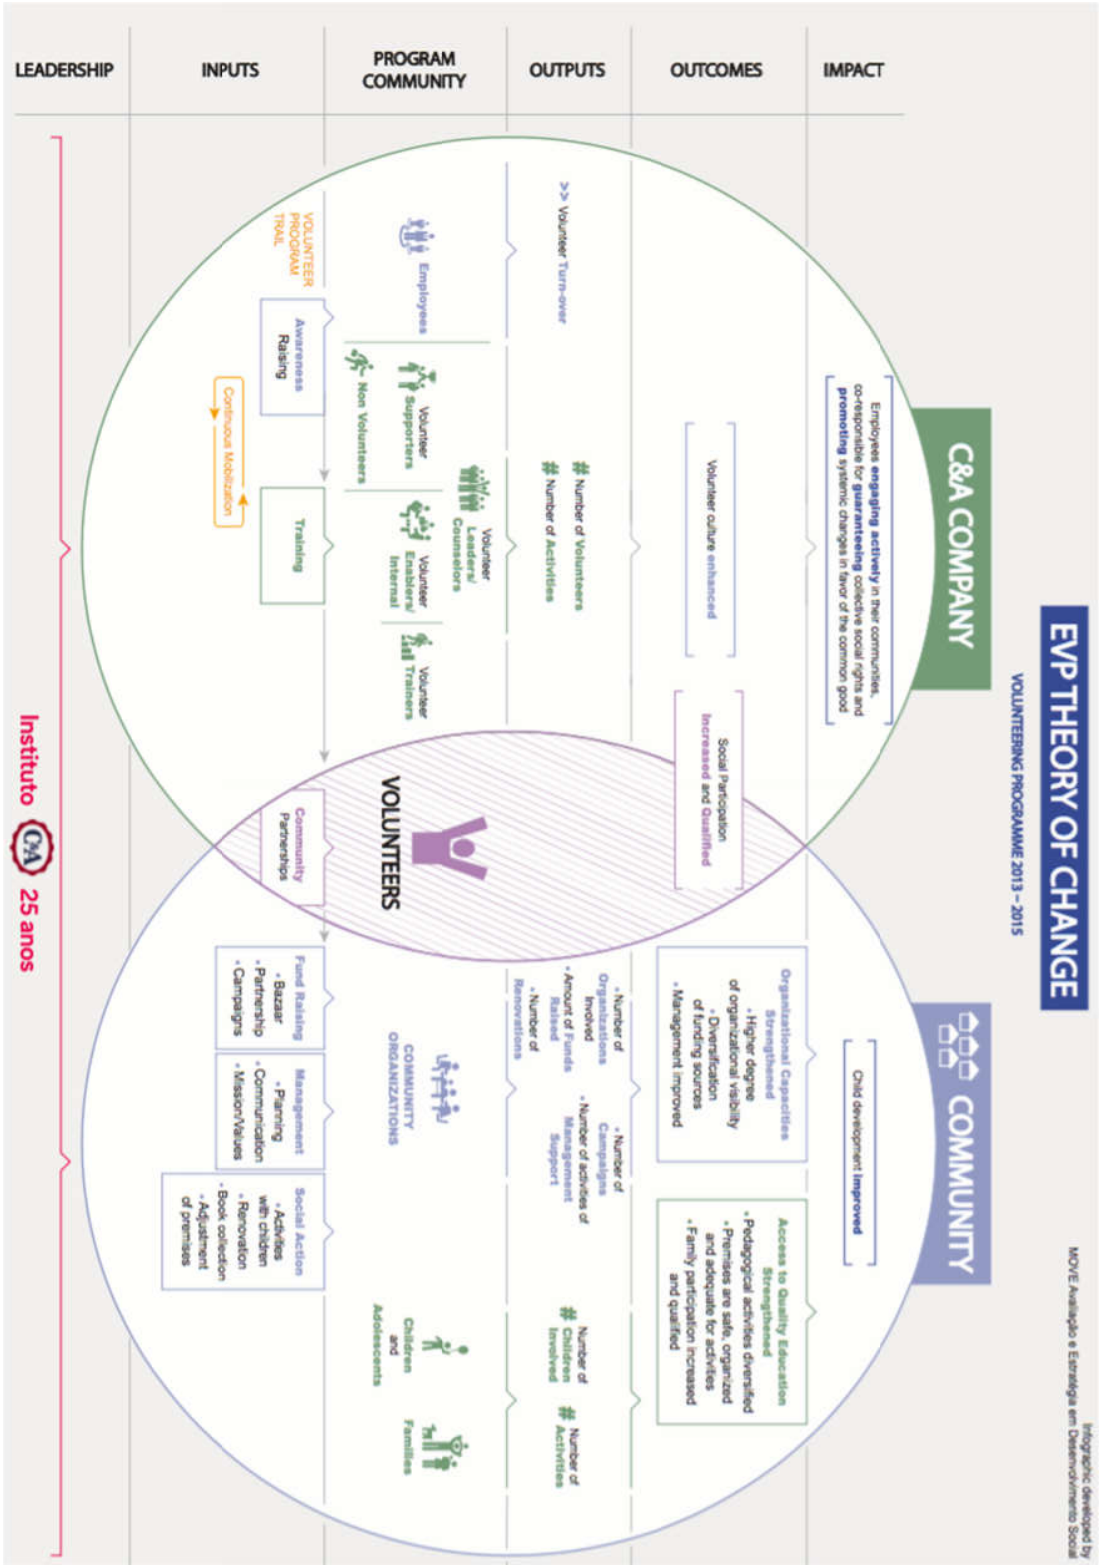 EVP THEORY OF CHANGE
VOLUNTEERING PROGRAMME 2013 – 2015
Infographic developed by
MOVE Avaliação e Estratégia em Desenvolvimento Social
C&A COMPANY
COMMUNITY
IMPACT
Employees engaging actively in their communities,
co-responsible for guaranteeing collective social rights and
promoting systemic changes in favor of the common good
Child development improved
OUTCOMES
Volunteer culture enhanced
Social Participation
Increased and Qualified
Organizational Capacities
Strengthened
• Higher degree
of organizational visibility
• Diversification
of funding sources
• Management improved
Access to Quality Education
Strengthened
• Pedagogical activities diversified
• Premises are safe, organized
and adequate for activities
• Family participation increased
and qualified
OUTPUTS
>> Volunteer Turn-over
# Number of Volunteers
# Number of Activities
• Number of
Organizations
Involved
• Amount of Funds
Raised
• Number of
Renovations
• Number of
Campaigns
• Number of activities of
Management
Support
Number of
# Children
Involved
Number of
# Activities
PROGRAM
COMMUNITY
Employees
Volunteer
Supporters
Non Volunteers
Volunteer
Leaders/
Counselors
Volunteer
Enablers/
Internal
Volunteer
Trainers
VOLUNTEERS
COMMUNITY
ORGANIZATIONS
Children
and
Adolescents
Families
INPUTS
VOLUNTEER
PROGRAM
TRAIL
Awareness
Raising
Continuous Mobilization
Training
Community
Partnerships
Fund Raising
• Bazaar
• Partnership
• Campaigns
Management
• Planning
• Communication
• Mission/Values
Social Action
• Activities
with children
• Renovation
• Book collection
• Adjustment
of premises
LEADERSHIP
Instituto C&A 25 anos